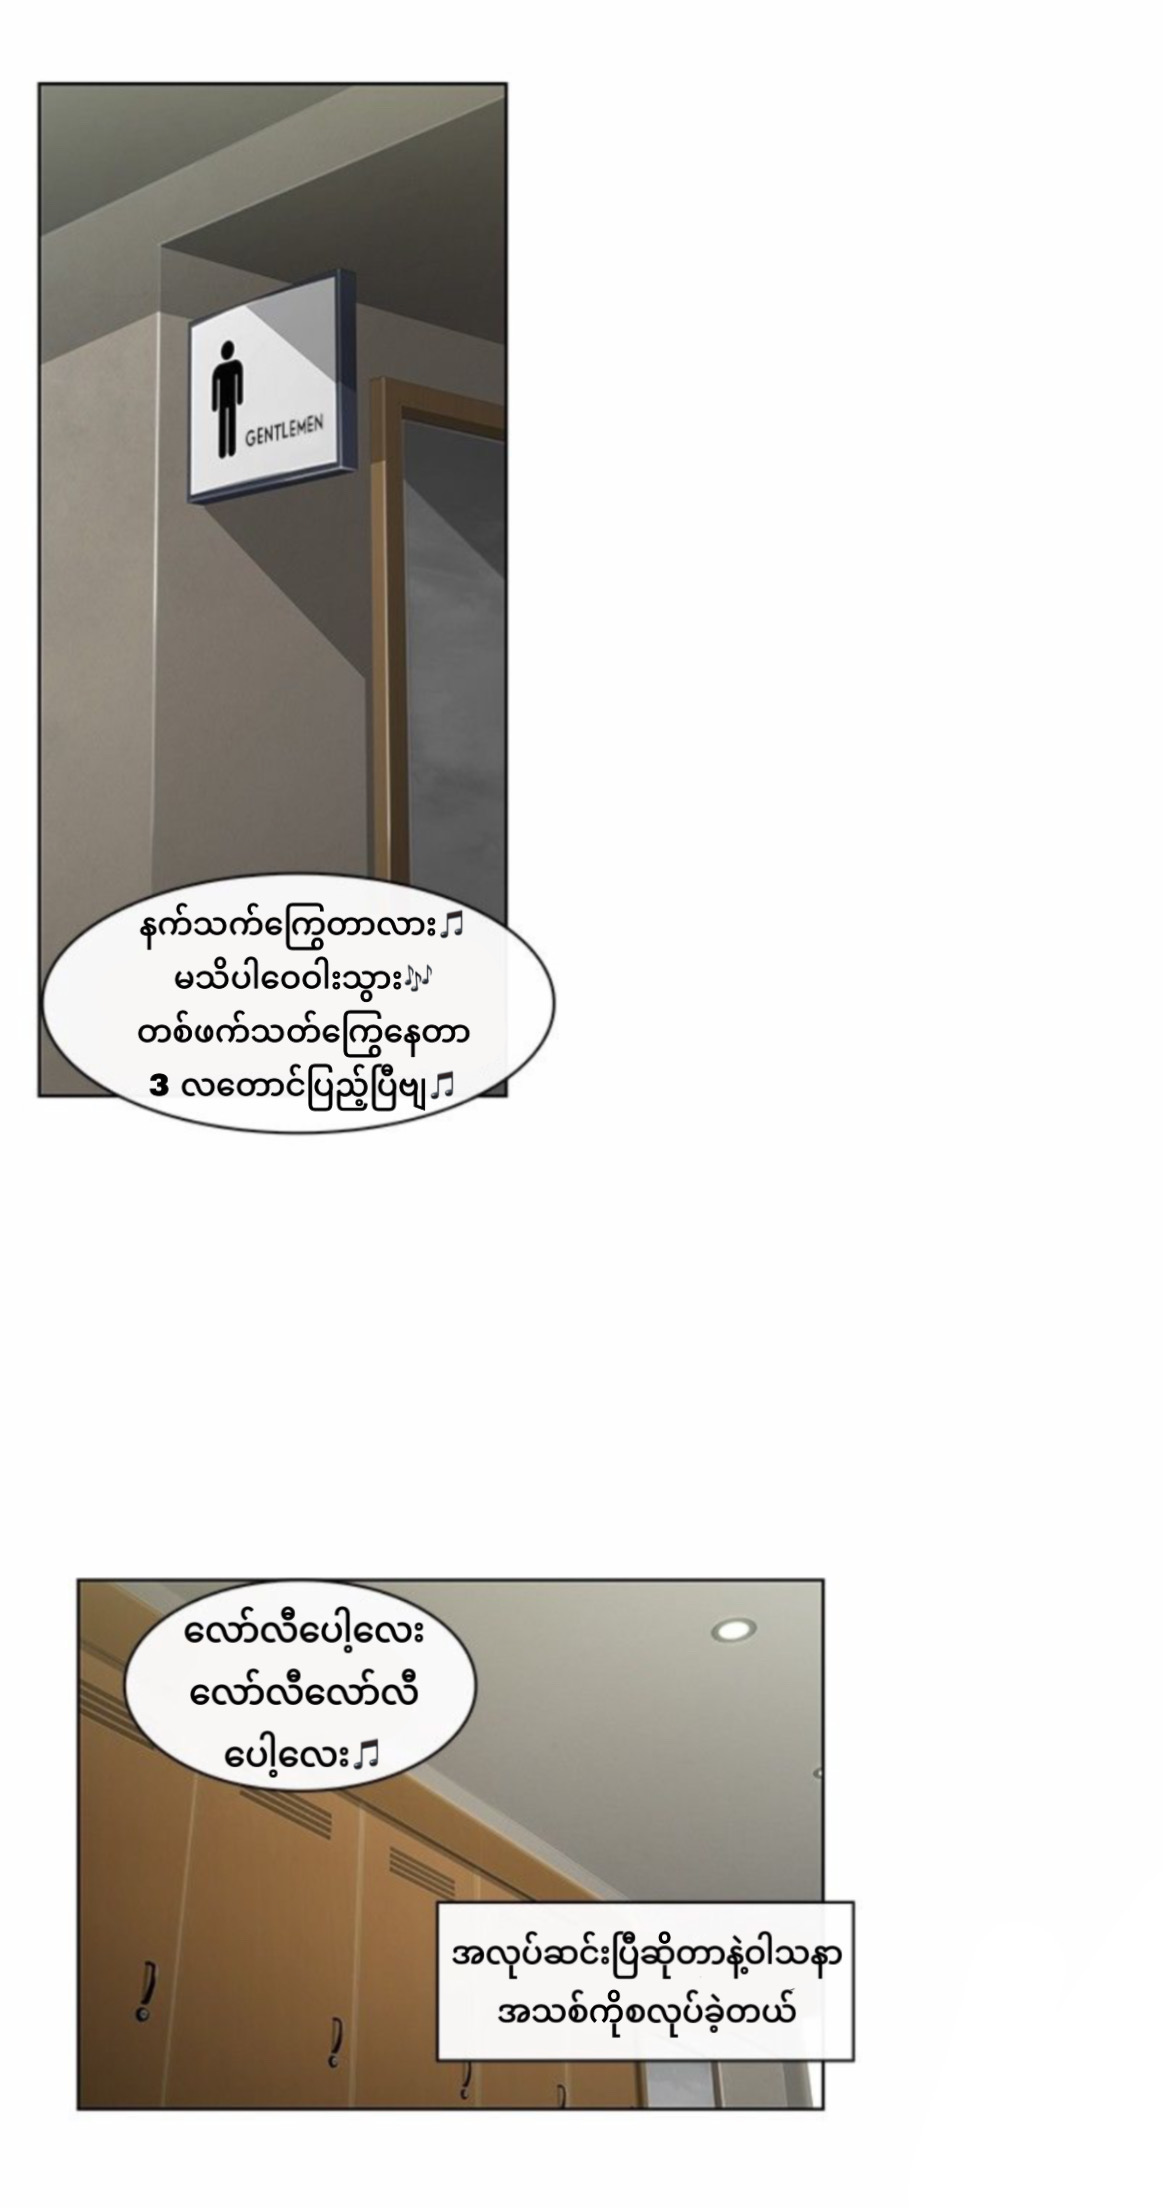 GENTLEMEN
နက်သက်ကြွေတာလား🎵
မသိပါဝေဝါးသွား🎶
တစ်ဖက်သတ်ကြွေနေတာ
3 လတောင်ပြည့်ပြီဗျ🎵
လော်လီပေါ့လေး
လော်လီလော်လီ
ပေါ့လေး🎵
အလုပ်ဆင်းပြီဆိုတာနဲ့ဝါသနာ
အသစ်ကိုစလုပ်ခဲ့တယ်